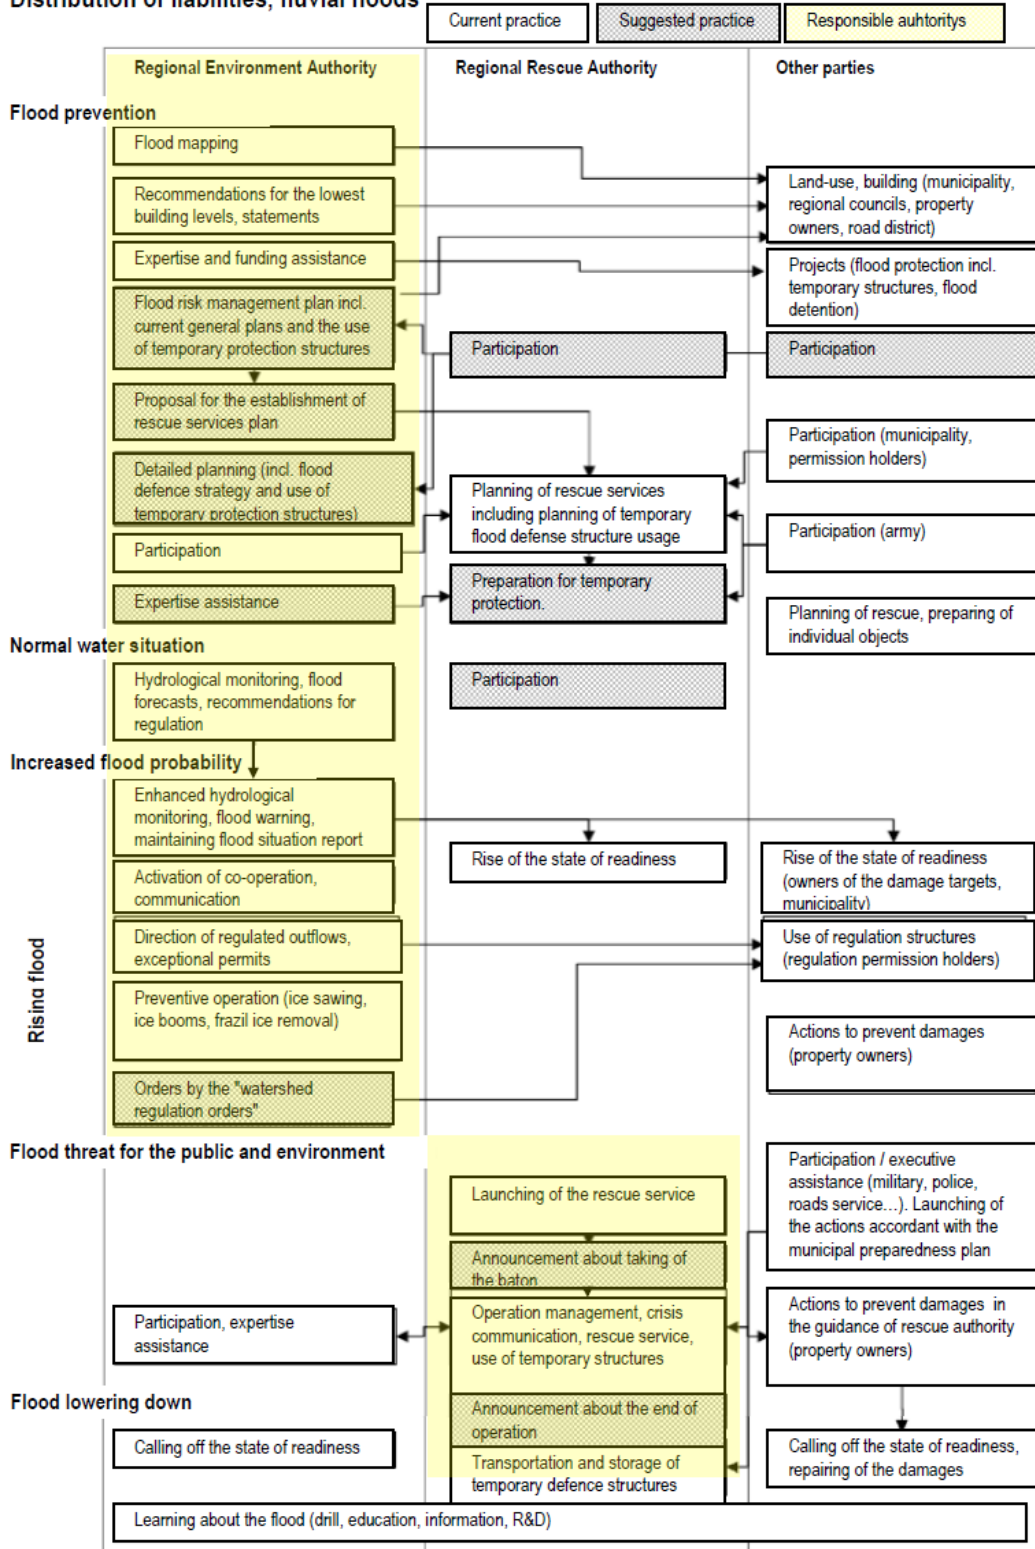 Distribution of liabilities, fluvial floods
Current practice
Suggested practice
Responsible auhtoritys
Regional Environment Authority
Regional Rescue Authority
Other parties
Flood prevention
Flood mapping
Recommendations for the lowest
building levels, statements
Expertise and funding assistance
Flood risk management plan incl.
current general plans and the use
of temporary protection structures
Proposal for the establishment of
rescue services plan
Detailed planning (incl. flood
defence strategy and use of
temporary protection structures)
Participation
Expertise assistance
Participation
Planning of rescue services
including planning of temporary
flood defense structure usage
Preparation for temporary
protection.
Land-use, building (municipality,
regional councils, property
owners, road district)
Projects (flood protection incl.
temporary structures, flood
detention)
Participation
Participation (municipality,
permission holders)
Participation (army)
Planning of rescue, preparing of
individual objects
Normal water situation
Hydrological monitoring, flood
forecasts, recommendations for
regulation
Participation
Increased flood probability
Enhanced hydrological
monitoring, flood warning,
maintaining flood situation report
Activation of co-operation,
communication
Rise of the state of readiness
Rise of the state of readiness
(owners of the damage targets,
municipality)
Rising flood
Direction of regulated outflows,
exceptional permits
Preventive operation (ice sawing,
ice booms, frazil ice removal)
Orders by the "watershed
regulation orders"
Use of regulation structures
(regulation permission holders)
Actions to prevent damages
(property owners)
Flood threat for the public and environment
Launching of the rescue service
Announcement about taking of
the baton
Operation management, crisis
communication, rescue service,
use of temporary structures
Participation, expertise
assistance
Participation / executive
assistance (military, police,
roads service...). Launching of
the actions accordant with the
municipal preparedness plan
Actions to prevent damages in
the guidance of rescue authority
(property owners)
Flood lowering down
Announcement about the end of
operation
Calling off the state of readiness
Transportation and storage of
temporary defence structures
Calling off the state of readiness,
repairing of the damages
Learning about the flood (drill, education, information, R&D)